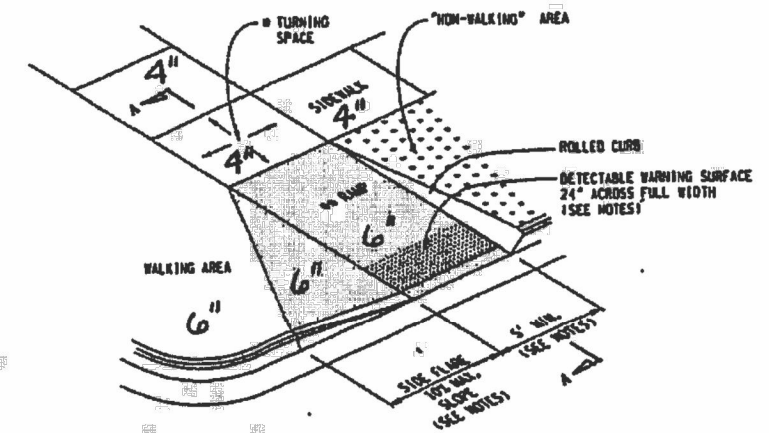 * TURNING
SPACE
"NON-WALKING" AREA
4"
A
SIDEWALK
4"
4"
ROLLED CURB
DETECTABLE WARNING SURFACE
24" ACROSS FULL WIDTH
(SEE NOTES)
** RAMP
6"
WALKING AREA
6"
6"
5' MIN.
(SEE NOTES)
SIDE FLARE
10% MAX.
SLOPE
(SEE NOTES)
A